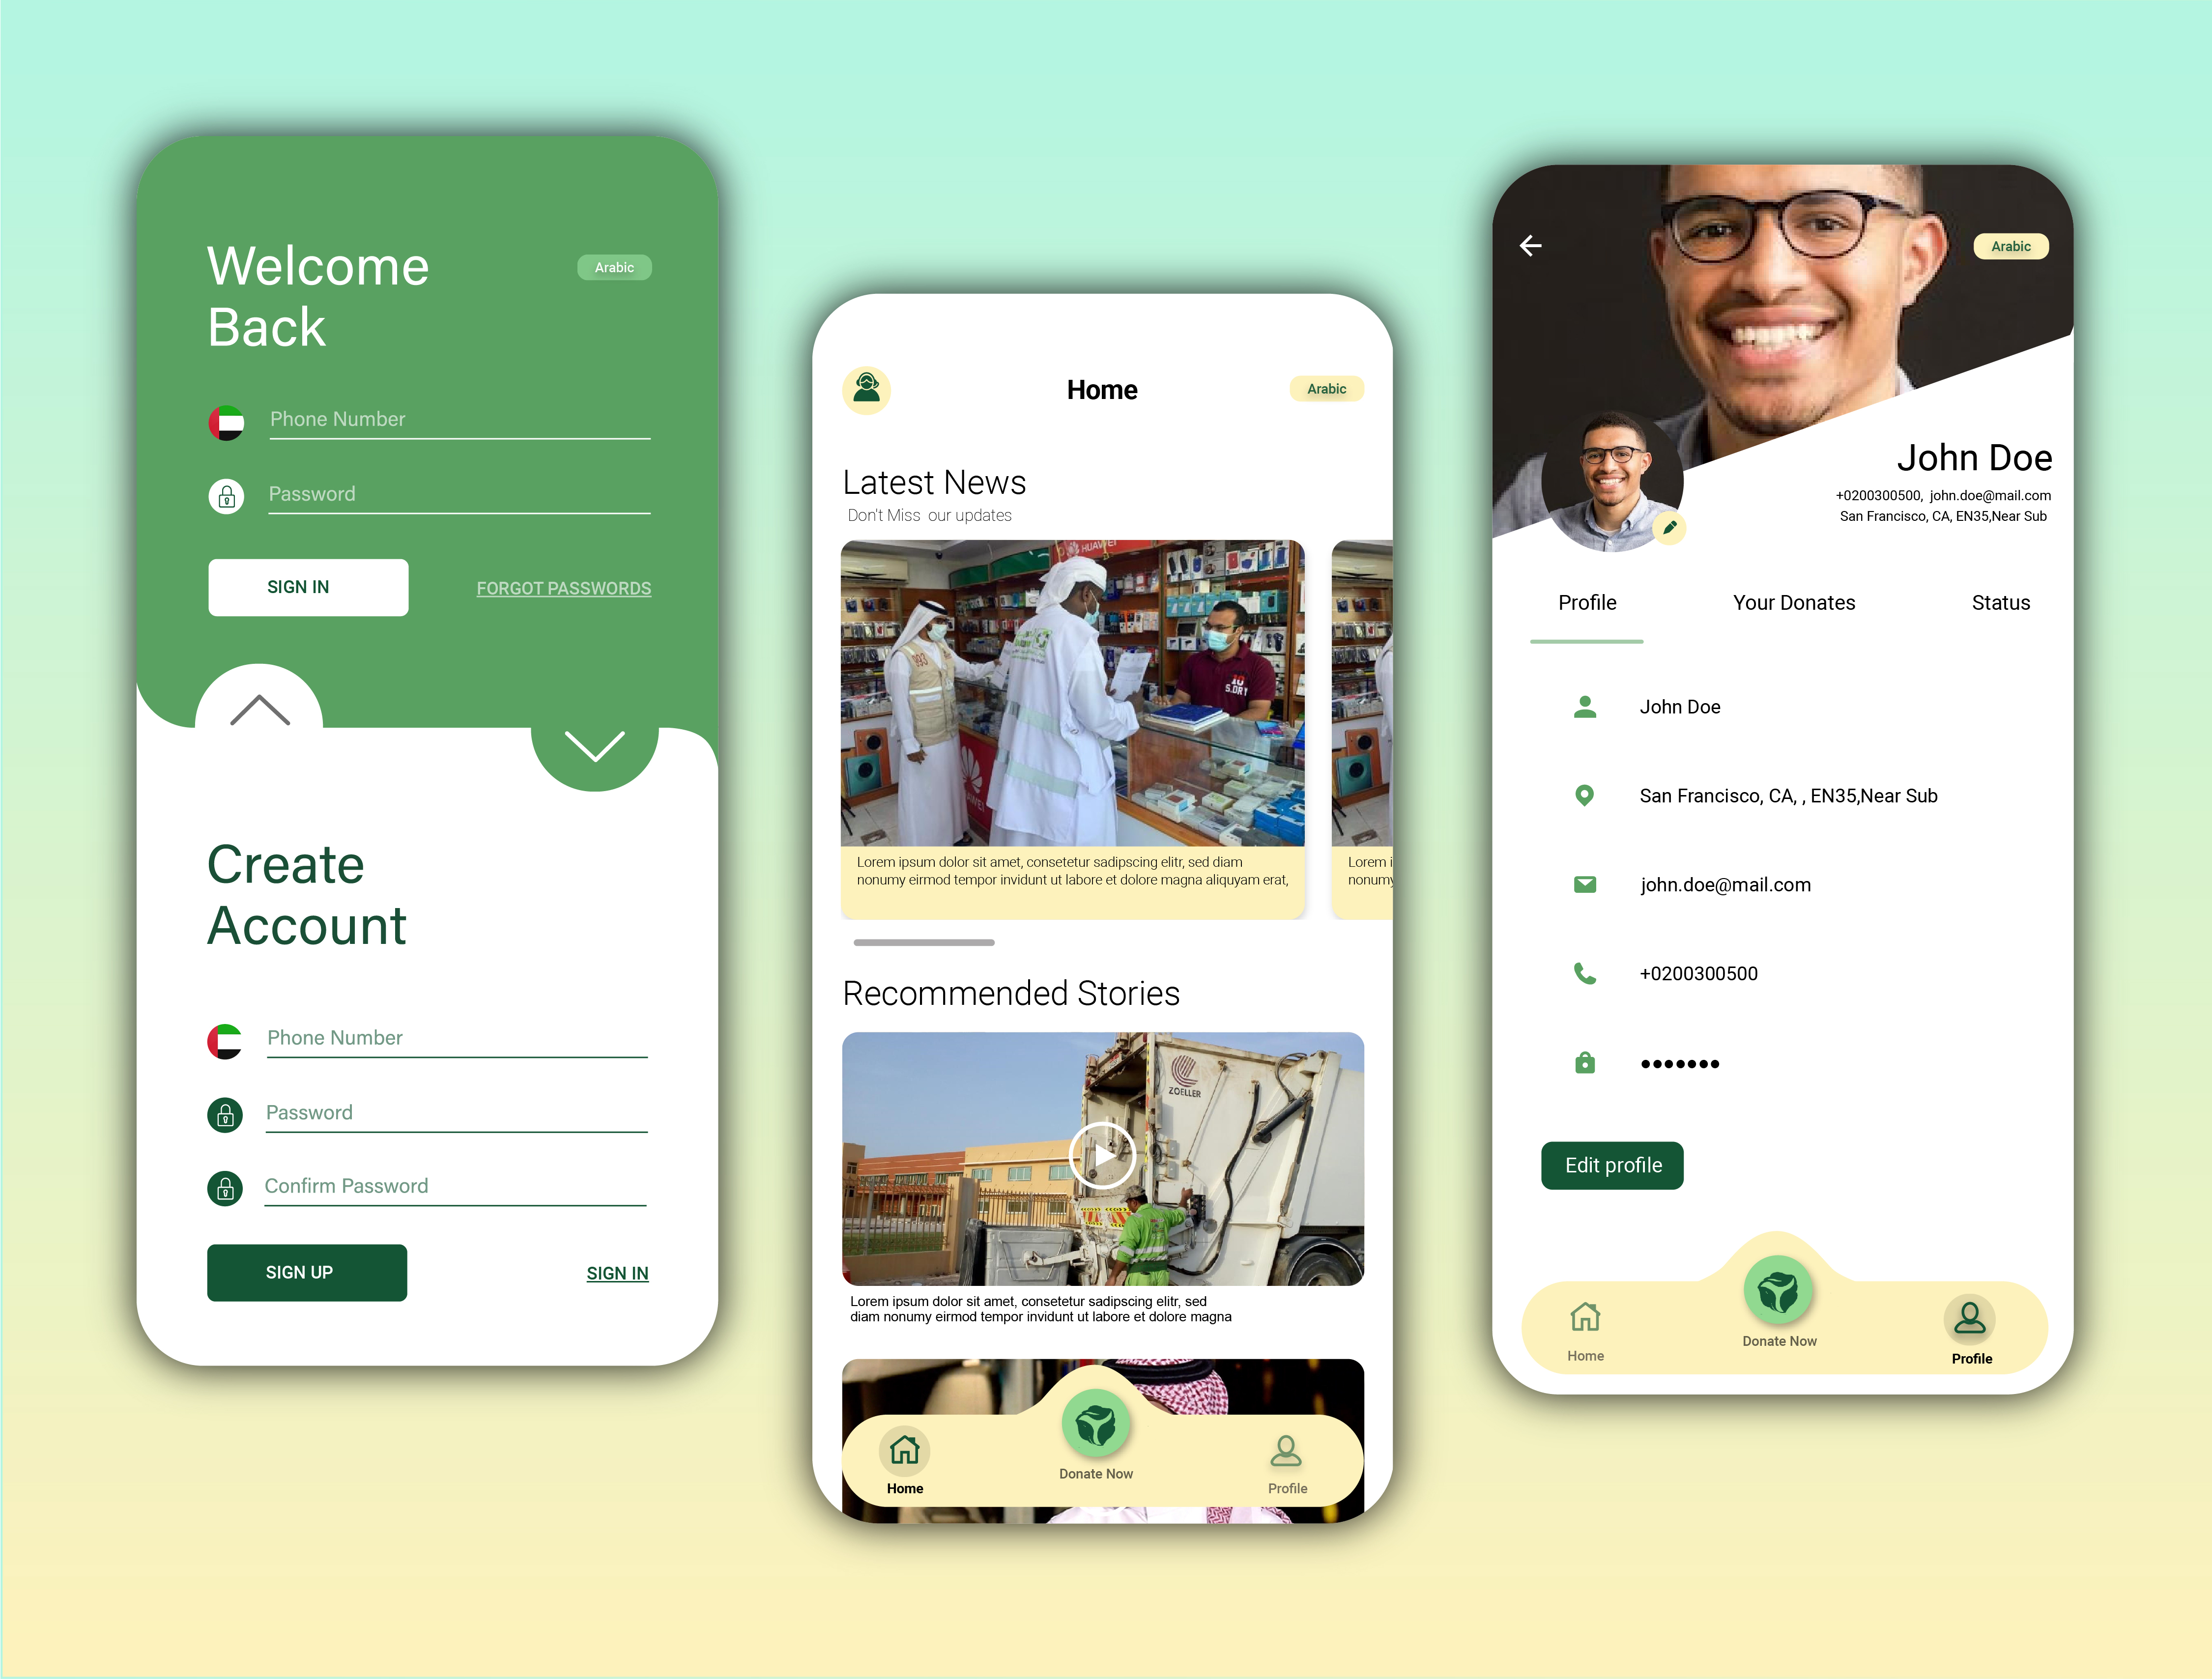 Welcome
Back
Arabic
Phone Number
Password
SIGN IN
FORGOT PASSWORDS
Create
Account
Phone Number
Password
Confirm Password
SIGN UP
SIGN IN
Home
Arabic
Latest News
Don't Miss our updates
HUAWEI
993
10
S.DRY
HUAWEI
Lorem ipsum dolor sit amet, consetetur sadipscing elitr, sed diam
nonumy eirmod tempor invidunt ut labore et dolore magna aliquyam erat,
Lorem i
nonumy
Recommended Stories
ZOELLER
Lorem ipsum dolor sit amet, consetetur sadipscing elitr, sed
diam nonumy eirmod tempor invidunt ut labore et dolore magna
Home
Donate Now
Profile
Arabic
John Doe
+0200300500, john.doe@mail.com
San Francisco, CA, EN35,Near Sub
Profile
Your Donates
Status
John Doe
San Francisco, CA, , EN35,Near Sub
john.doe@mail.com
+0200300500
Edit profile
Home
Donate Now
Profile